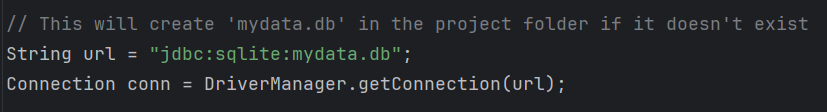 // This will create 'mydata.db' in the project folder if it doesn't exist
String url = "jdbc:sqlite:mydata.db";
Connection conn = DriverManager.getConnection(url);